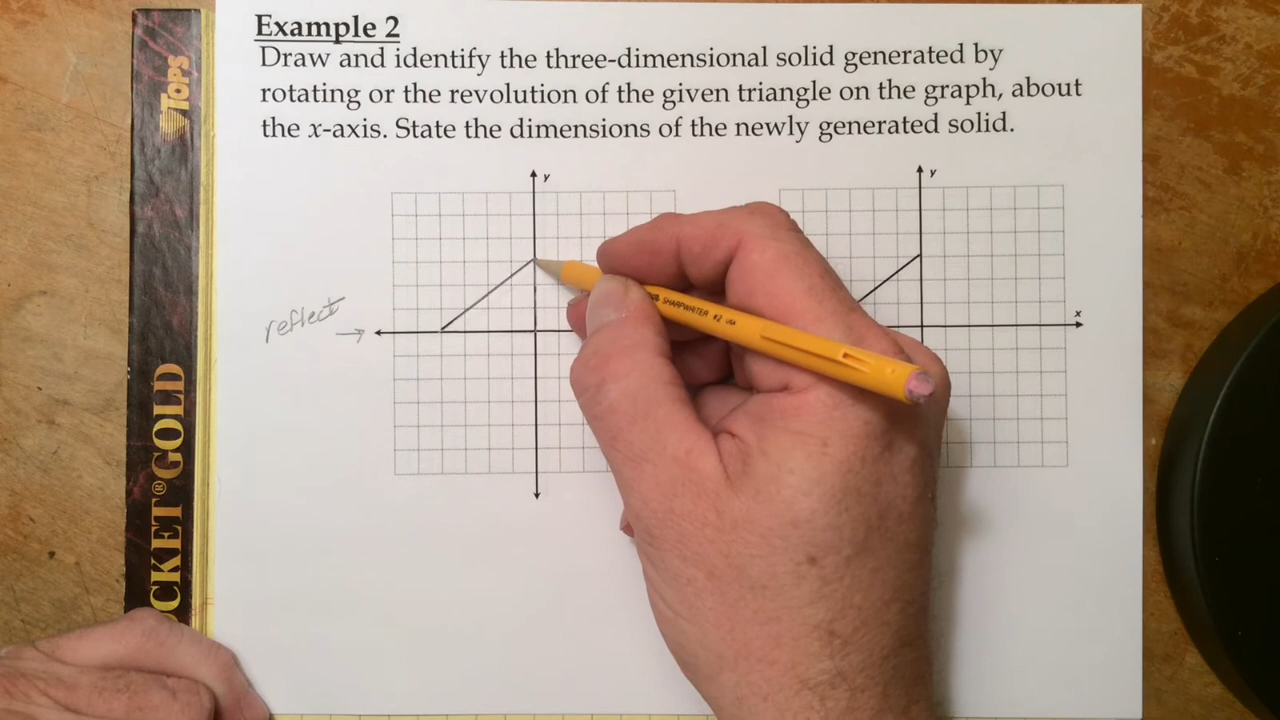 Example 2
Draw and identify the three-dimensional solid generated by
rotating or the revolution of the given triangle on the graph, about
the x-axis. State the dimensions of the newly generated solid.
y
y
x
reflect
SHARPWRITER #2 USA
TOPS
OCKET® GOLD